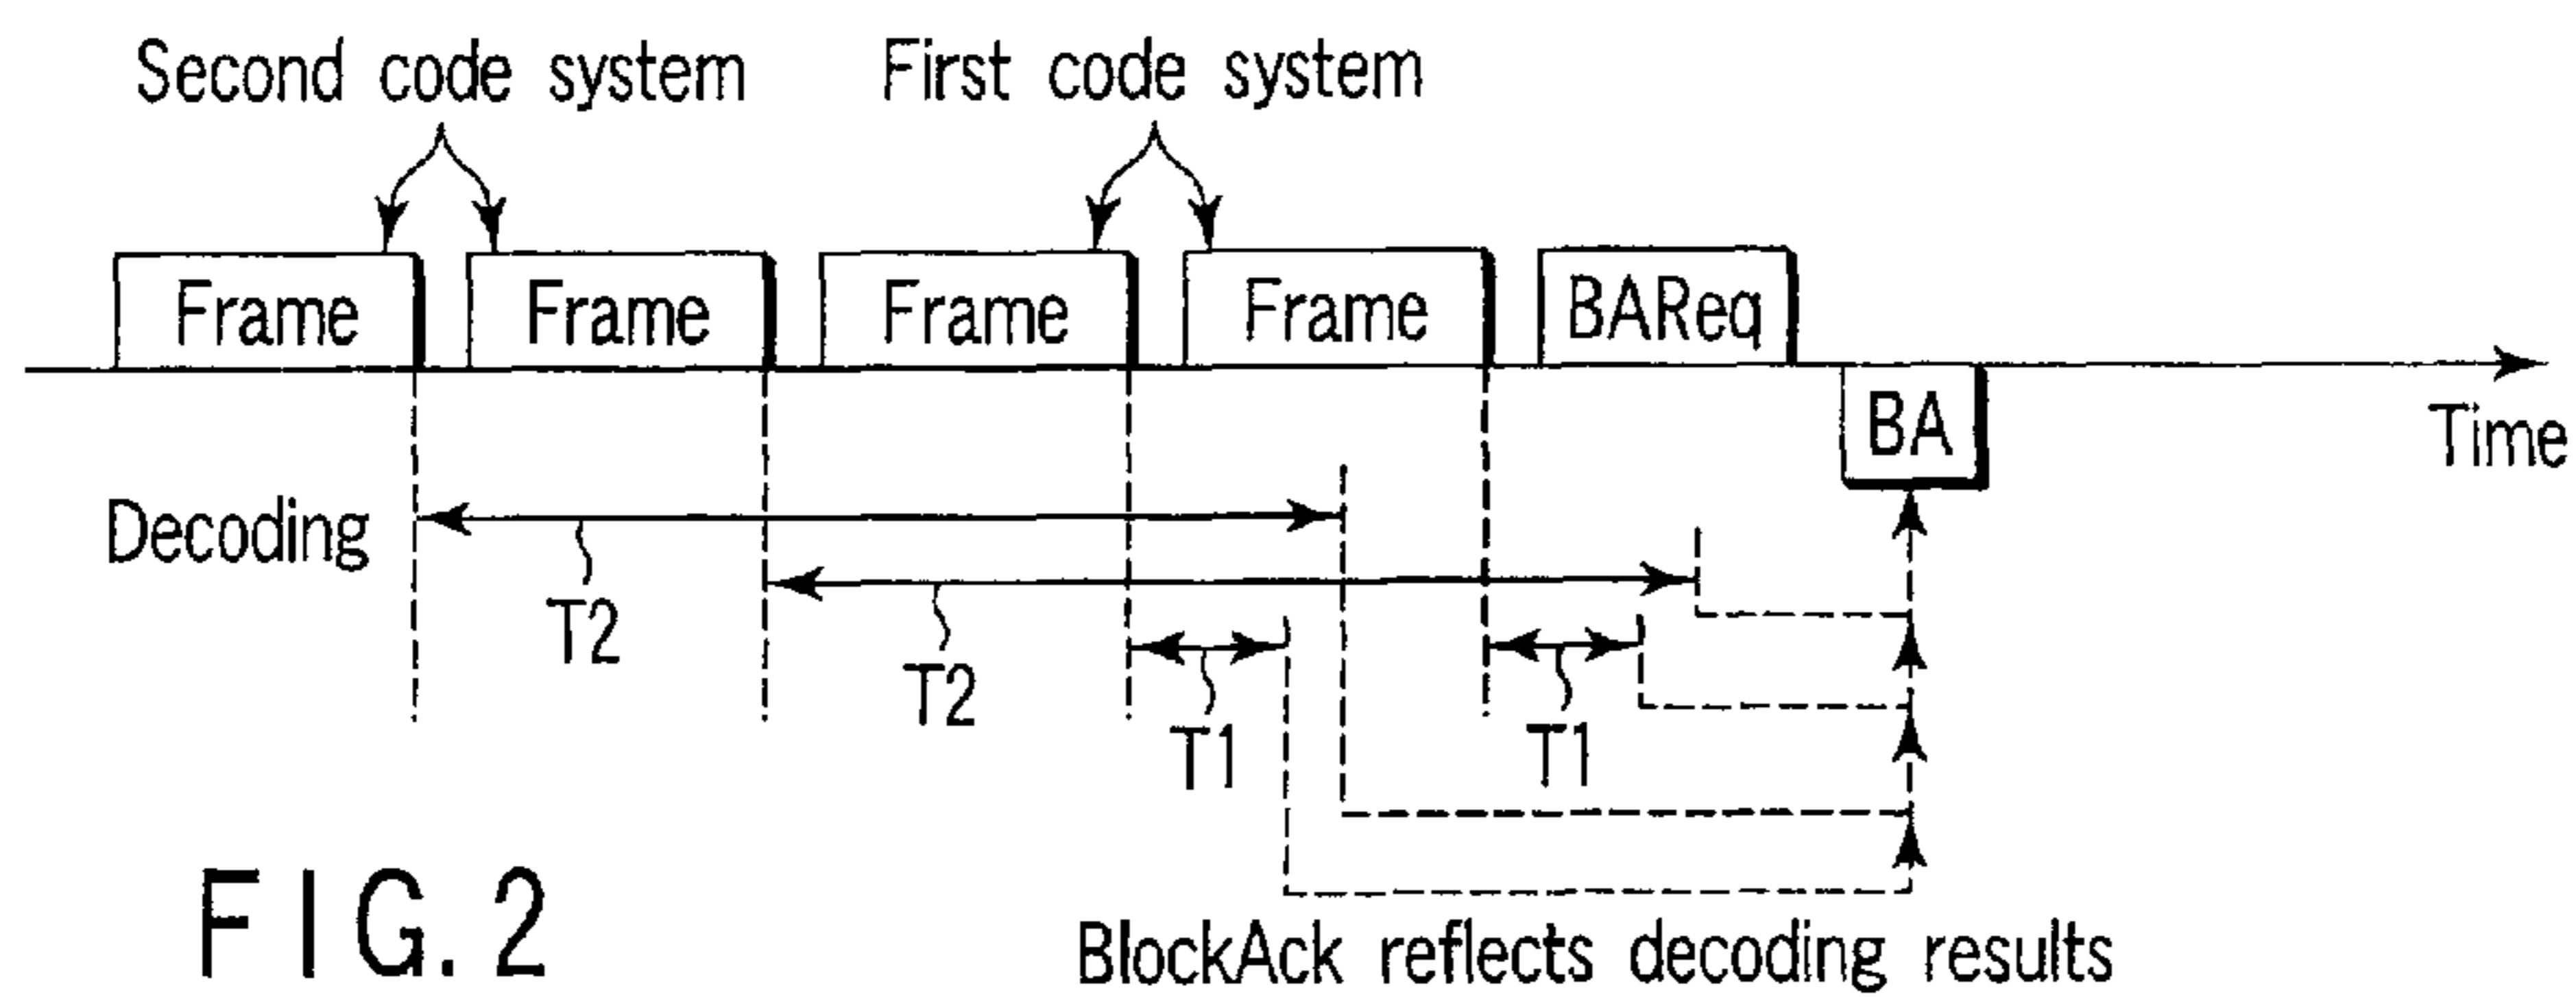 Second code system
First code system
Frame
Frame
Frame
Frame
BAReq
BA
Time
Decoding
T2
T2
T1
T1
FIG. 2
BlockAck reflects decoding results